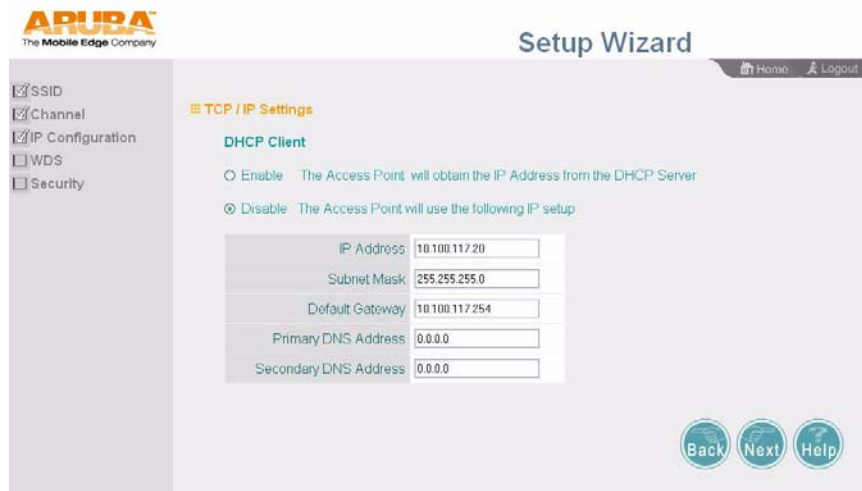 ARUBA
The Mobile Edge Company
Setup Wizard
Home Logout
SSID
Channel
IP Configuration
WDS
Security
TCP / IP Settings
DHCP Client
Enable The Access Point will obtain the IP Address from the DHCP Server
Disable The Access Point will use the following IP setup
IP Address 10.100.117.20
Subnet Mask 255.255.255.0
Default Gateway 10.100.117.254
Primary DNS Address 0.0.0.0
Secondary DNS Address 0.0.0.0
Back Next Help